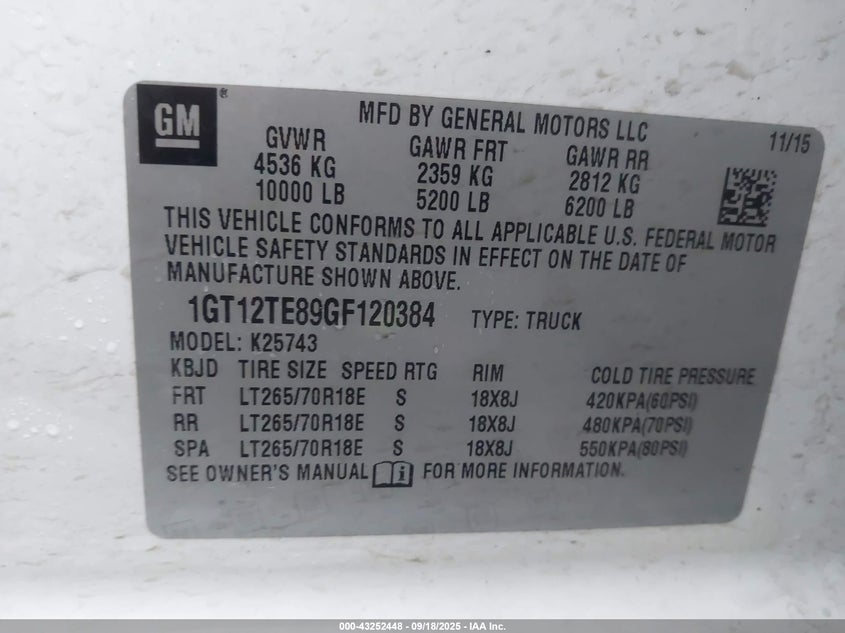 GM®
MFD BY GENERAL MOTORS LLC
11/15
GVWR GAWR FRT GAWR RR
4536 KG 2359 KG 2812 KG
10000 LB 5200 LB 6200 LB
THIS VEHICLE CONFORMS TO ALL APPLICABLE U.S. FEDERAL MOTOR
VEHICLE SAFETY STANDARDS IN EFFECT ON THE DATE OF
MANUFACTURE SHOWN ABOVE.
1GT12TE89GF120384 TYPE: TRUCK
MODEL: K25743
KBJD TIRE SIZE SPEED RTG RIM COLD TIRE PRESSURE
FRT LT265/70R18E S 18X8J 420KPA(60PSI)
RR LT265/70R18E S 18X8J 480KPA(70PSI)
SPA LT265/70R18E S 18X8J 550KPA(80PSI)
SEE OWNER'S MANUAL FOR MORE INFORMATION.
000-43252448 - 09/18/2025 - IAA Inc.